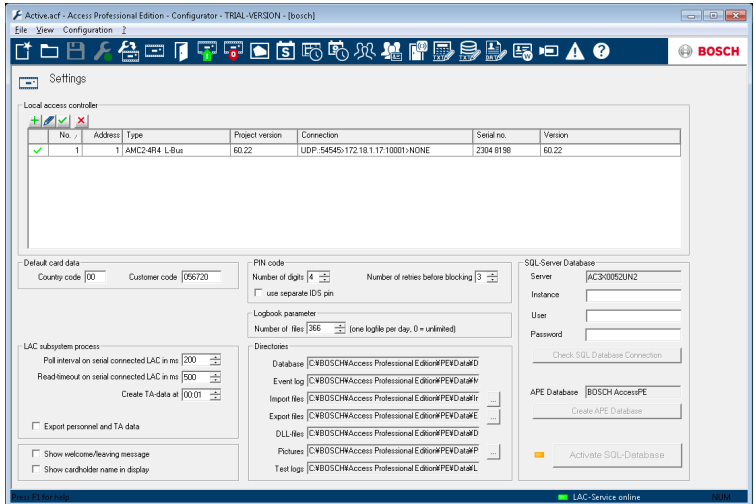 Active.acf - Access Professional Edition - Configurator - TRIAL-VERSION - [bosch]
File View Configuration ?
BOSCH
Settings
Local access controller
No. Address Type Project version Connection Serial no. Version
1 1 AMC2-4R4 L-Bus 60.22 UDP.:54545>172.18.1.17:10001>NONE 2304 8198 60.22
Default card data
Country code 00 Customer code 056720
PIN code
Number of digits 4 Number of retries before blocking 3
use separate IDS pin
Logbook parameter
Number of files 366 (one logfile per day, 0 = unlimited)
LAC subsystem process
Poll interval on serial connected LAC in ms 200
Read-timeout on serial connected LAC in ms 500
Create TA-data at 00:01
Export personnel and TA data
Show welcome/leaving message
Show cardholder name in display
Directories
Database C:¥BOSCH¥Access Professional Edition¥PE¥Data¥D
Event log C:¥BOSCH¥Access Professional Edition¥PE¥Data¥M
Import files C:¥BOSCH¥Access Professional Edition¥PE¥Data¥Ir ...
Export files C:¥BOSCH¥Access Professional Edition¥PE¥Data¥E ...
DLL-files C:¥BOSCH¥Access Professional Edition¥PE¥Data¥D
Pictures C:¥BOSCH¥Access Professional Edition¥PE¥Data¥P ...
Test logs C:¥BOSCH¥Access Professional Edition¥PE¥Data¥L
SQL-Server Database
Server AC3X0052UN2
Instance
User
Password
Check SQL Database Connection
APE Database BOSCH AccessPE
Create APE Database
Activate SQL-Database
Press F1 for help LAC-Service online NUM